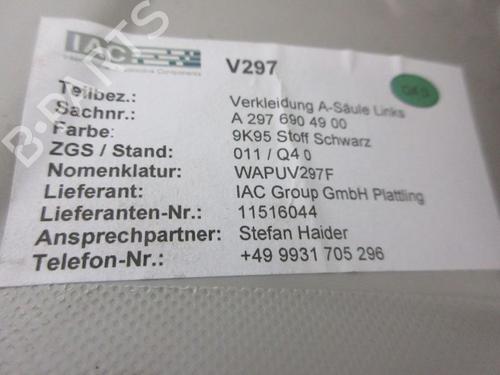 IAC
V297
Teilbez.: Verkleidung A-Säule Links
Sachnr.: A 297 690 49 00
Farbe: 9K95 Stoff Schwarz
ZGS / Stand: 011 / Q4 0
Nomenklatur: WAPUV297F
Lieferant: IAC Group GmbH Plattling
Lieferanten-Nr.: 11516044
Ansprechpartner: Stefan Haider
Telefon-Nr.: +49 9931 705 296
B-PARTS